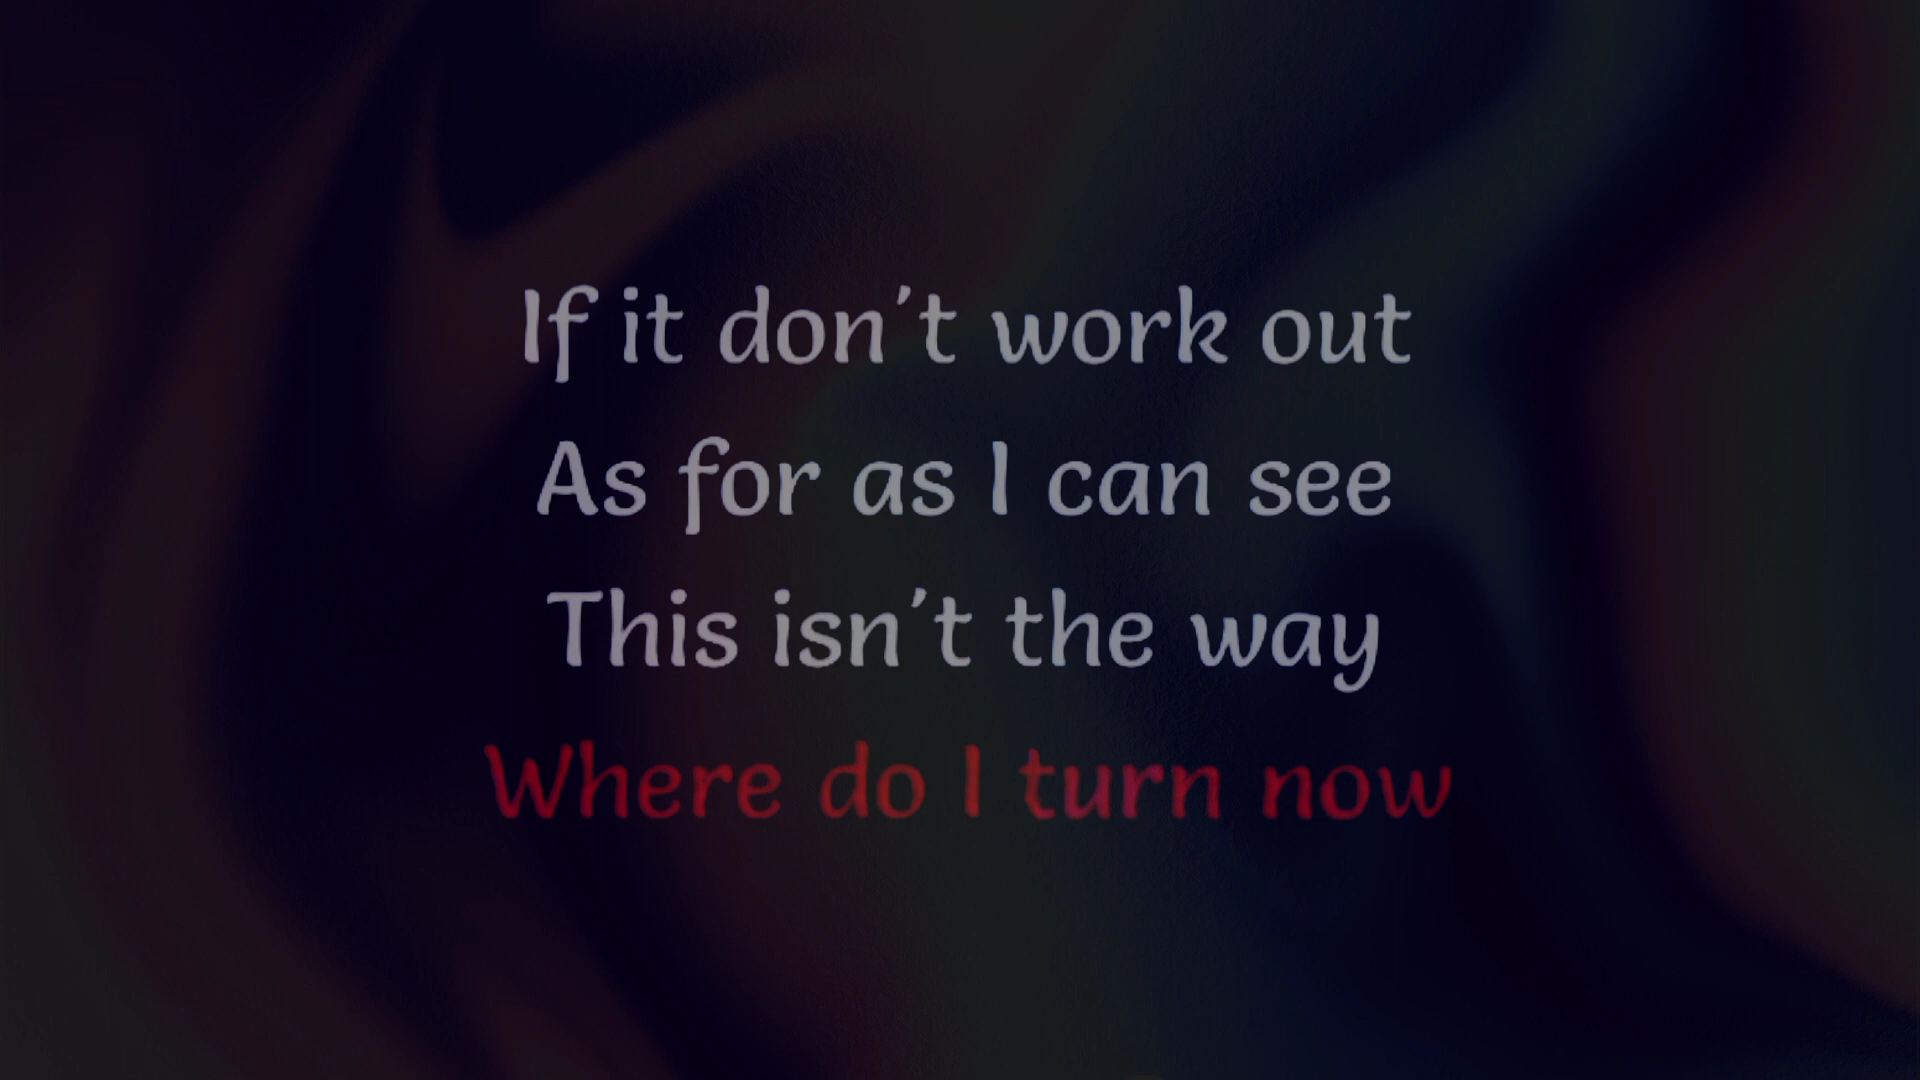 If it don't work out
As for as I can see
This isn't the way
Where do I turn now